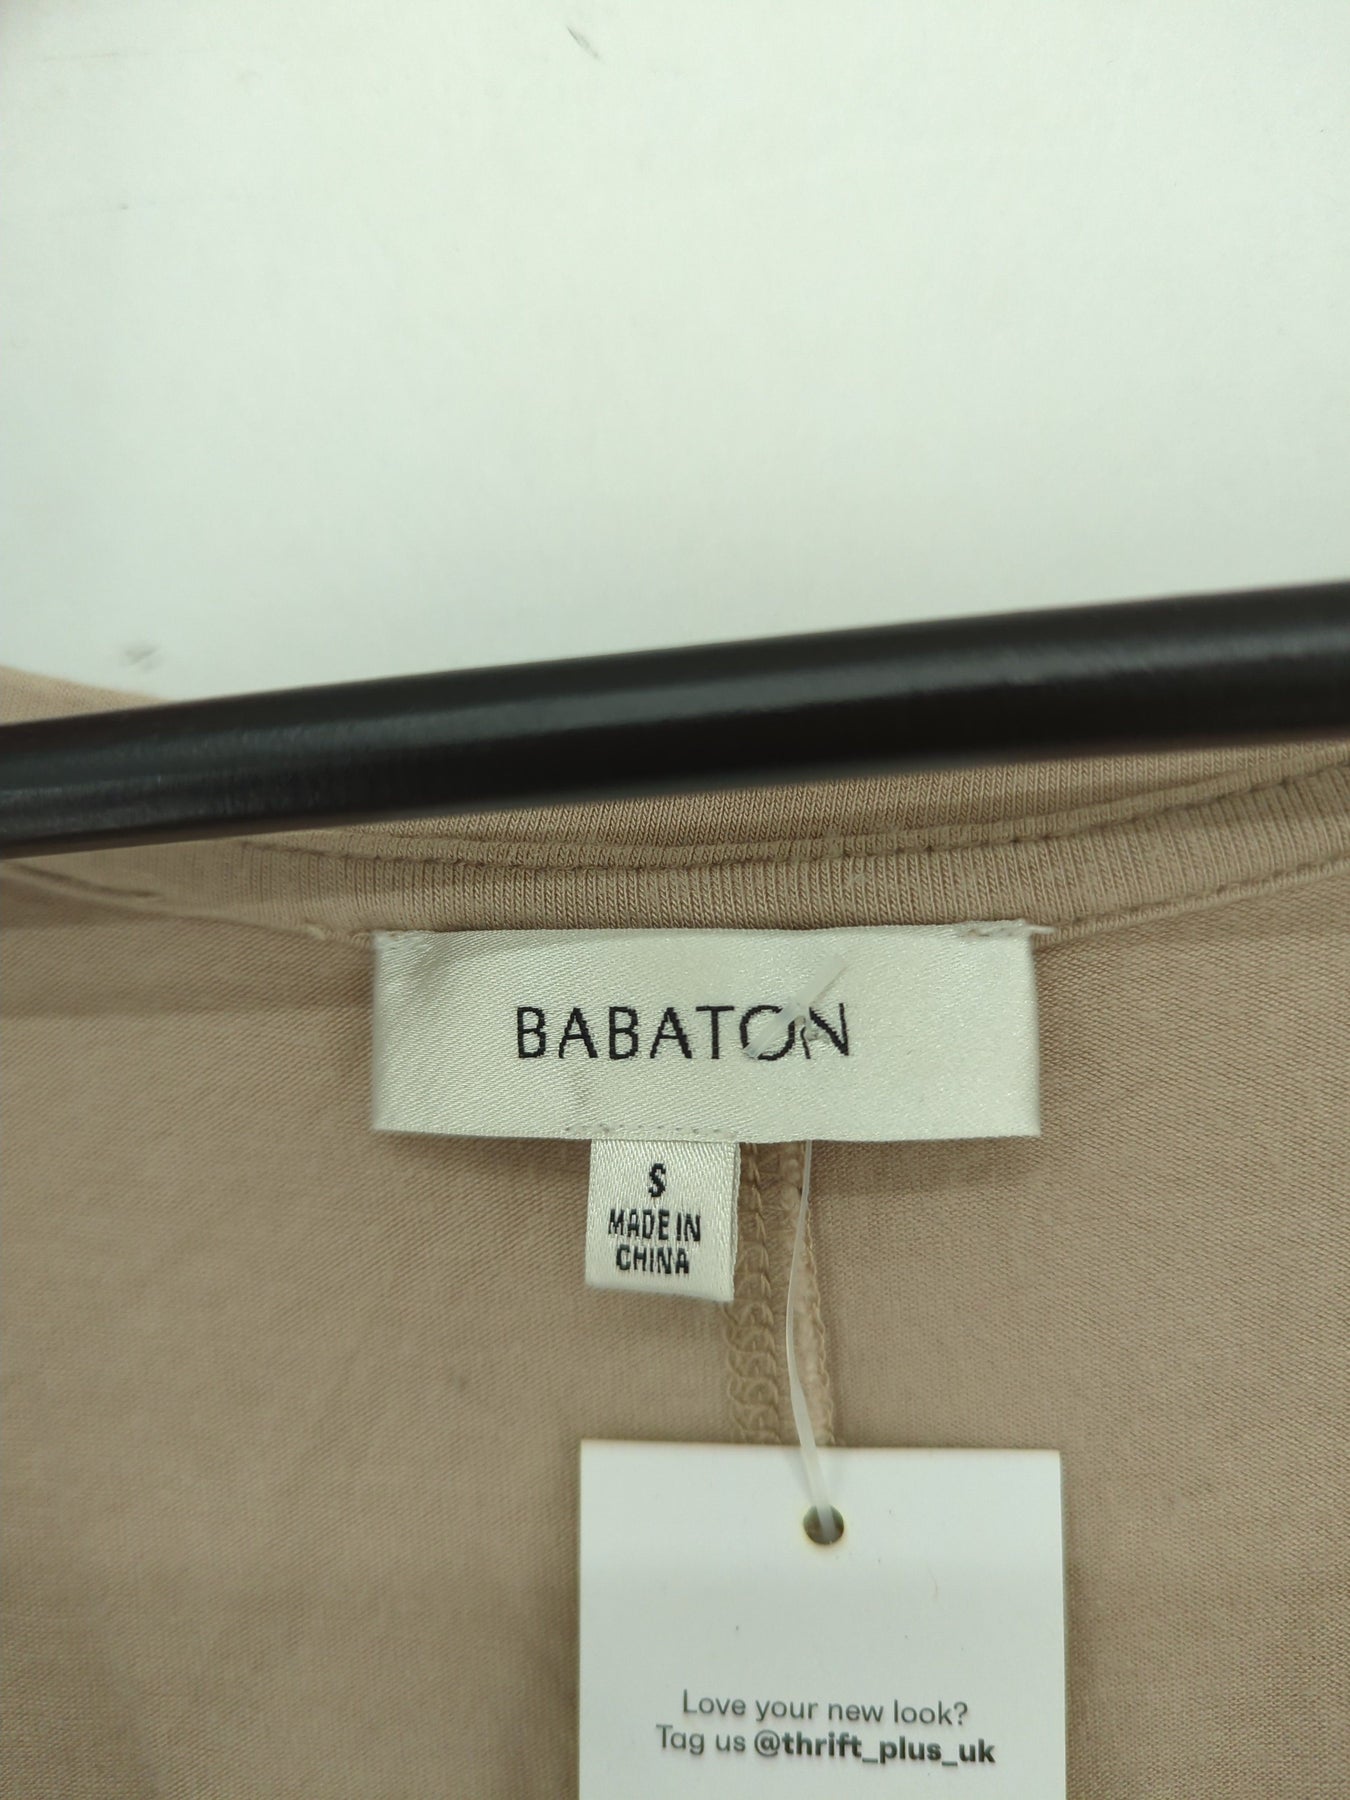 BABATON
S
MADE IN
CHINA
Love your new look?
Tag us @thrift_plus_uk